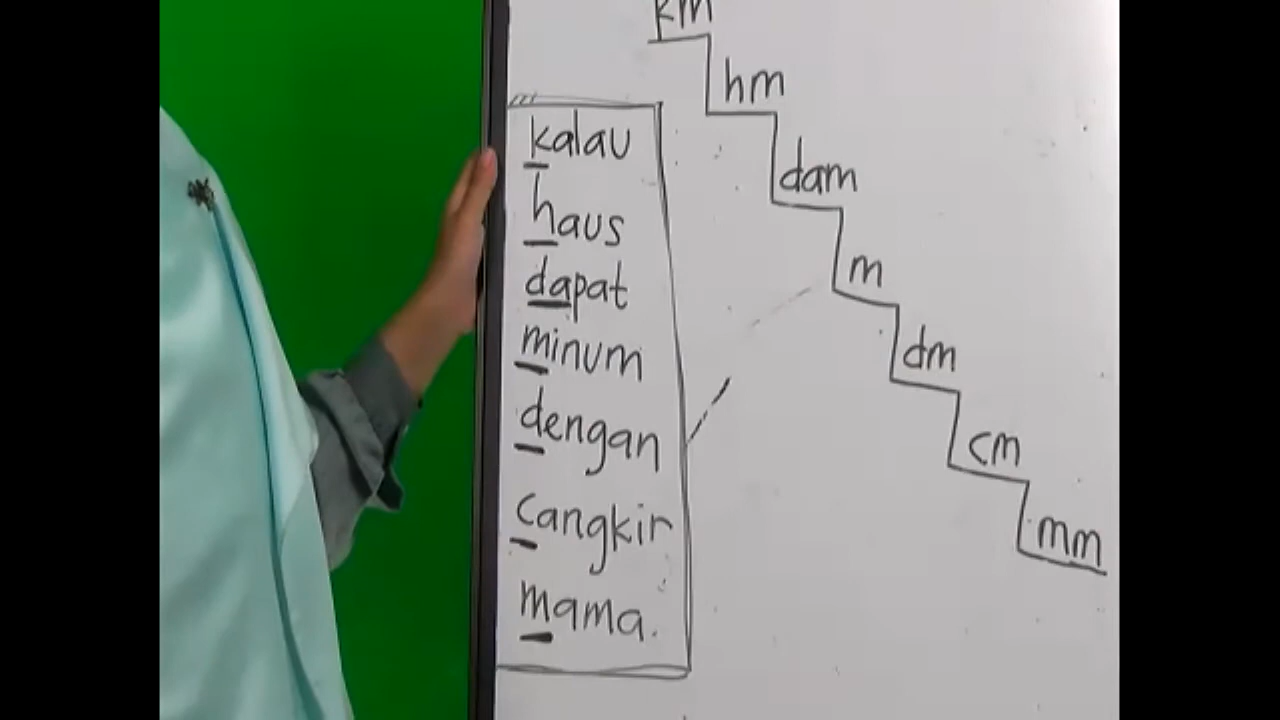 kalau
haus
dapat
minum
dengan
cangkir
mama.
km
hm
dam
m
dm
cm
mm